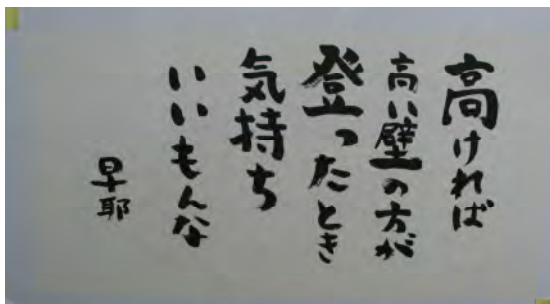 高ければ
高い壁の方が
登ったとき
気持ち
いいもんな
早耶